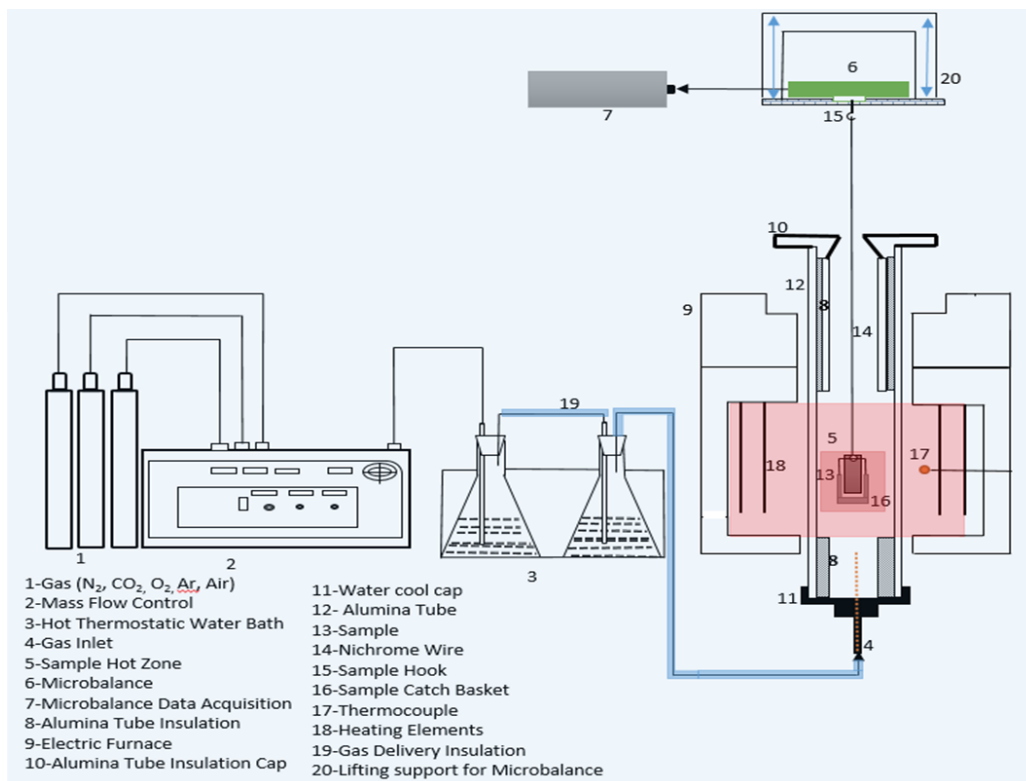 6
20
7
15
10
12
8
9
14
19
5
17
18
13
16
1
2
3
8
11
4
1-Gas (N₂, CO₂, O₂, Ar, Air)
2-Mass Flow Control
3-Hot Thermostatic Water Bath
4-Gas Inlet
5-Sample Hot Zone
6-Microbalance
7-Microbalance Data Acquisition
8-Alumina Tube Insulation
9-Electric Furnace
10-Alumina Tube Insulation Cap
11-Water cool cap
12- Alumina Tube
13-Sample
14-Nichrome Wire
15-Sample Hook
16-Sample Catch Basket
17-Thermocouple
18-Heating Elements
19-Gas Delivery Insulation
20-Lifting support for Microbalance